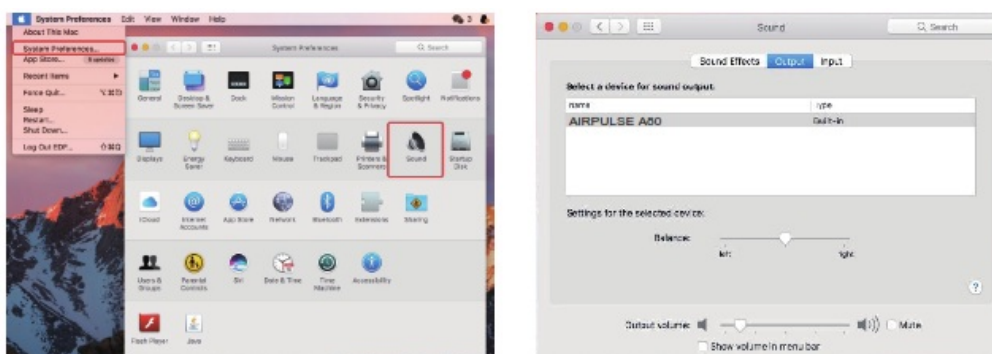 System Preferences Edit View Window Help 3
About This Mac
System Preferences...
App Store...
Recent Items
Force Quit...
Sleep
Restart...
Shut Down...
Log Out EDF...
System Preferences
Search
General Desktop & Screen Saver Dock Mission Control Language & Region Security & Privacy Spotlight Notifications
Displays Energy Saver Keyboard Mouse Trackpad Printers & Scanners Sound Startup Disk
iCloud Internet Accounts App Store Network Bluetooth Extensions Sharing
Users & Groups Parental Controls Siri Date & Time Time Machine Accessibility
Flash Player Java
Sound
Search
Sound Effects Output Input
Select a device for sound output:
name type
AIRPULSE A80 Built-in
Settings for the selected device:
Balance:
left right
?
Output volume: Mute
Show volume in menu bar